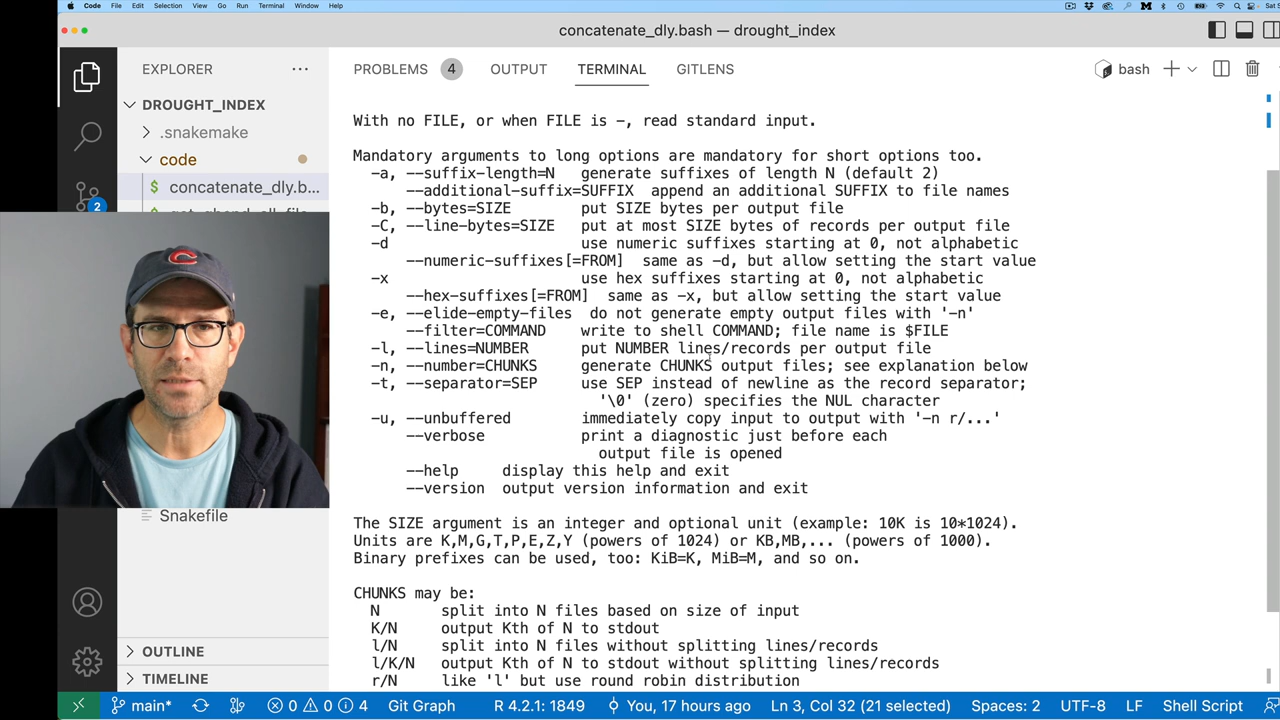 Code File Edit Selection View Go Run Terminal Window Help
concatenate_dly.bash — drought_index
EXPLORER
PROBLEMS 4 OUTPUT TERMINAL GITLENS
bash
DROUGHT_INDEX
.snakemake
code
$ concatenate_dly.b...
2
Snakefile
OUTLINE
TIMELINE
With no FILE, or when FILE is -, read standard input.
Mandatory arguments to long options are mandatory for short options too.
-a, --suffix-length=N generate suffixes of length N (default 2)
--additional-suffix=SUFFIX append an additional SUFFIX to file names
-b, --bytes=SIZE put SIZE bytes per output file
-C, --line-bytes=SIZE put at most SIZE bytes of records per output file
-d use numeric suffixes starting at 0, not alphabetic
--numeric-suffixes[=FROM] same as -d, but allow setting the start value
-x use hex suffixes starting at 0, not alphabetic
--hex-suffixes[=FROM] same as -x, but allow setting the start value
-e, --elide-empty-files do not generate empty output files with '-n'
--filter=COMMAND write to shell COMMAND; file name is $FILE
-l, --lines=NUMBER put NUMBER lines/records per output file
-n, --number=CHUNKS generate CHUNKS output files; see explanation below
-t, --separator=SEP use SEP instead of newline as the record separator;
'\0' (zero) specifies the NUL character
-u, --unbuffered immediately copy input to output with '-n r/...'
--verbose print a diagnostic just before each
output file is opened
--help display this help and exit
--version output version information and exit
The SIZE argument is an integer and optional unit (example: 10K is 10*1024).
Units are K,M,G,T,P,E,Z,Y (powers of 1024) or KB,MB,... (powers of 1000).
Binary prefixes can be used, too: KiB=K, MiB=M, and so on.
CHUNKS may be:
N split into N files based on size of input
K/N output Kth of N to stdout
l/N split into N files without splitting lines/records
l/K/N output Kth of N to stdout without splitting lines/records
r/N like 'l' but use round robin distribution
main* 0 0 4 Git Graph R 4.2.1: 1849 You, 17 hours ago Ln 3, Col 32 (21 selected) Spaces: 2 UTF-8 LF Shell Script